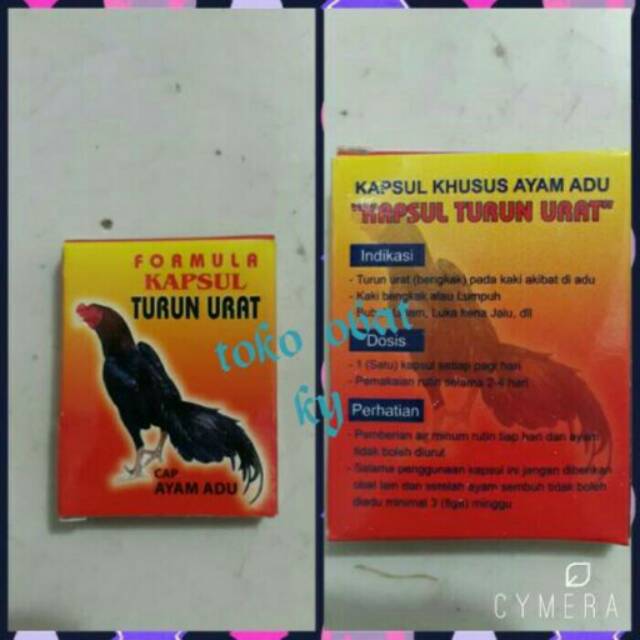 FORMULA
KAPSUL
TURUN URAT
CAP
AYAM ADU
toko obat
ky
KAPSUL KHUSUS AYAM ADU
"KAPSUL TURUN URAT"
Indikasi
- Turun urat (bengkak) pada kaki akibat di adu
- Kaki bengkak atau Lumpuh
- Luka kena Jalu, dll
Dosis
- 1 (Satu) kapsul setiap pagi hari
- Pemakaian rutin selama 2-4 hari
Perhatian
- Pemberian air minum rutin tiap hari dan ayam
tidak boleh diurut
- Selama penggunaan kapsul ini jangan diberikan
obat lain dan setelah ayam sembuh tidak boleh
diadu minimal 3 (tiga) minggu
CYMERA